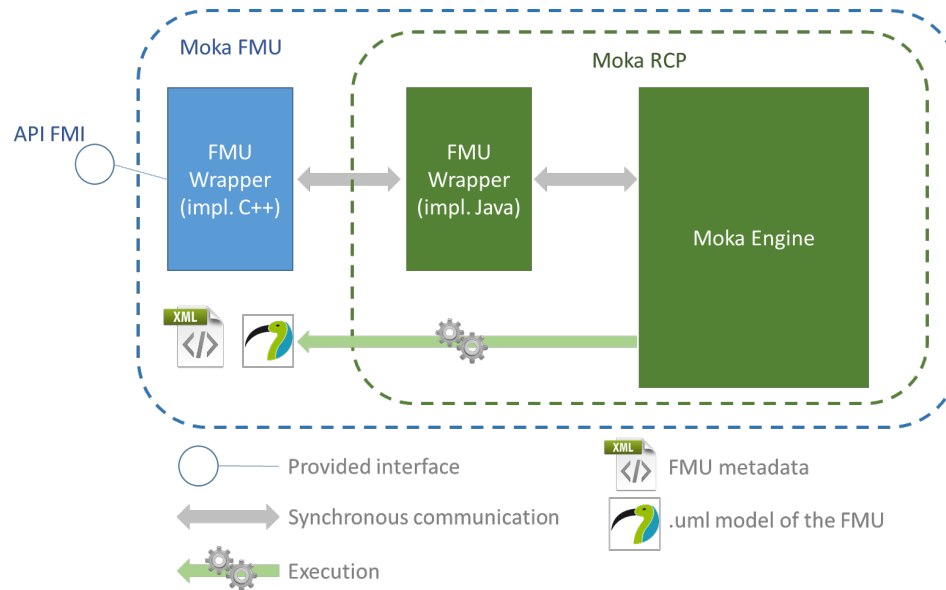 Moka FMU
Moka RCP
API FMI
FMU
Wrapper
(impl. C++)
FMU
Wrapper
(impl. Java)
Moka Engine
XML
</>
Provided interface
XML
</>
FMU metadata
Synchronous communication
.uml model of the FMU
Execution